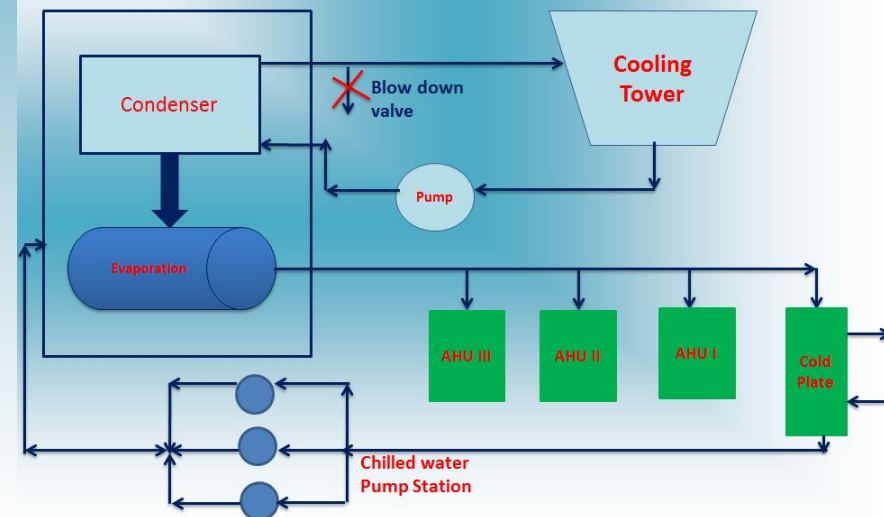 Condenser
Blow down
valve
Cooling
Tower
Pump
Evaporation
AHU III
AHU II
AHU I
Cold
Plate
Chilled water
Pump Station